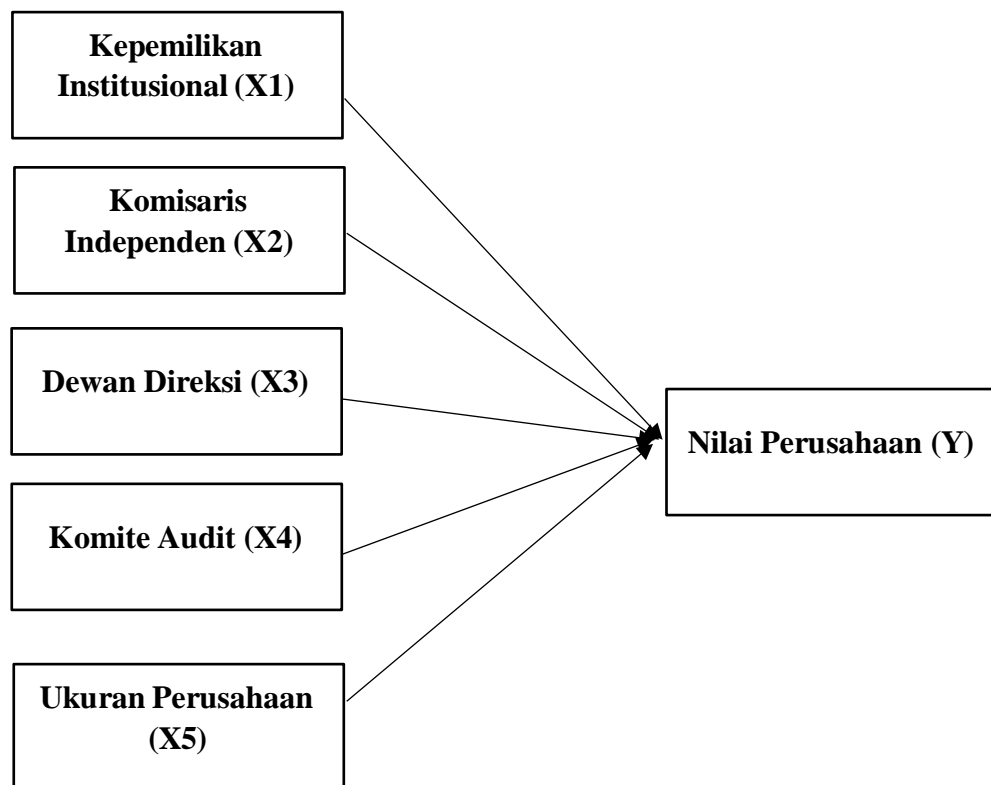 Kepemilikan
Institusional (X1)
Komisaris
Independen (X2)
Dewan Direksi (X3)
Nilai Perusahaan (Y)
Komite Audit (X4)
Ukuran Perusahaan
(X5)